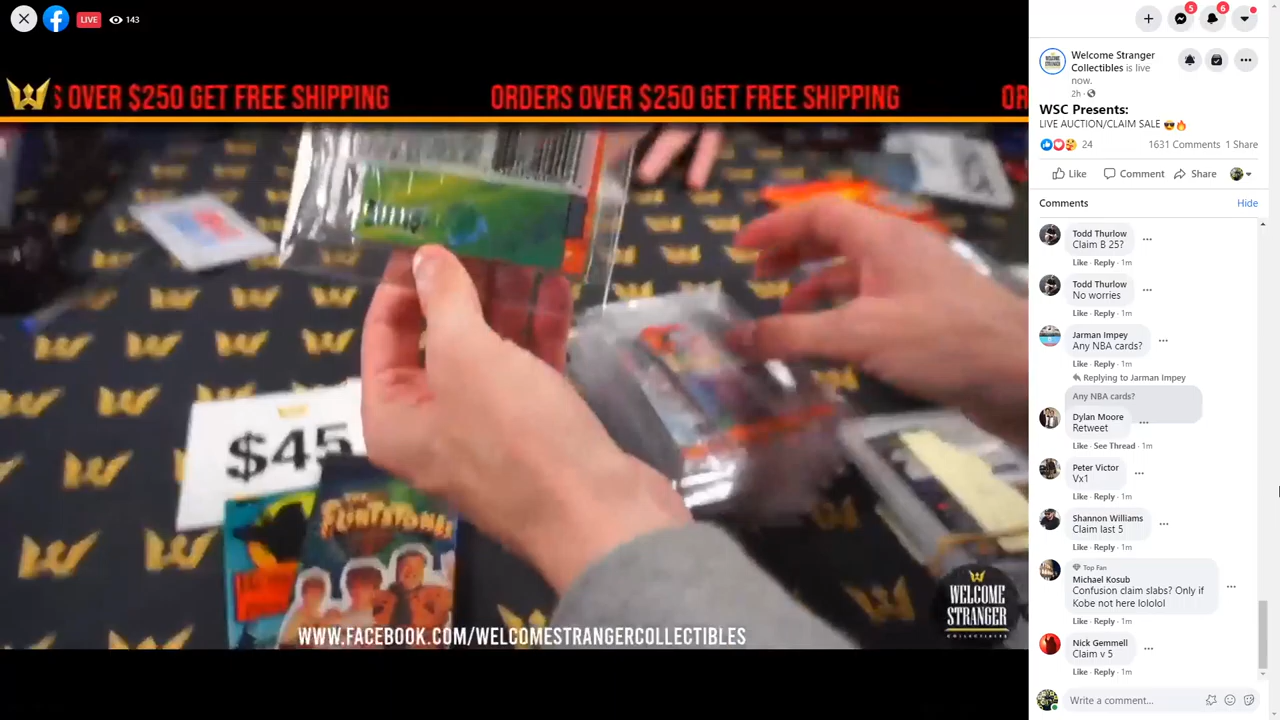 LIVE
143
S OVER $250 GET FREE SHIPPING
ORDERS OVER $250 GET FREE SHIPPING
OR
$45
THE
FLINTSTONES
WELCOME
STRANGER
COLLECTIBLES
WWW.FACEBOOK.COM/WELCOMESTRANGERCOLLECTIBLES
5
6
Welcome Stranger
Collectibles is live
now.
2h ·
WSC Presents:
LIVE AUCTION/CLAIM SALE 😎🔥
24
1631 Comments 1 Share
Like Comment Share
Comments Hide
Todd Thurlow
Claim B 25?
Like · Reply · 1m
Todd Thurlow
No worries
Like · Reply · 1m
Jarman Impey
Any NBA cards?
Like · Reply · 1m
Replying to Jarman Impey
Any NBA cards?
Dylan Moore
Retweet
Like · See Thread · 1m
Peter Victor
Vx1
Like · Reply · 1m
Shannon Williams
Claim last 5
Like · Reply · 1m
Top Fan
Michael Kosub
Confusion claim slabs? Only if
Kobe not here lololol
Like · Reply · 1m
Nick Gemmell
Claim v 5
Like · Reply · 1m
Write a comment...